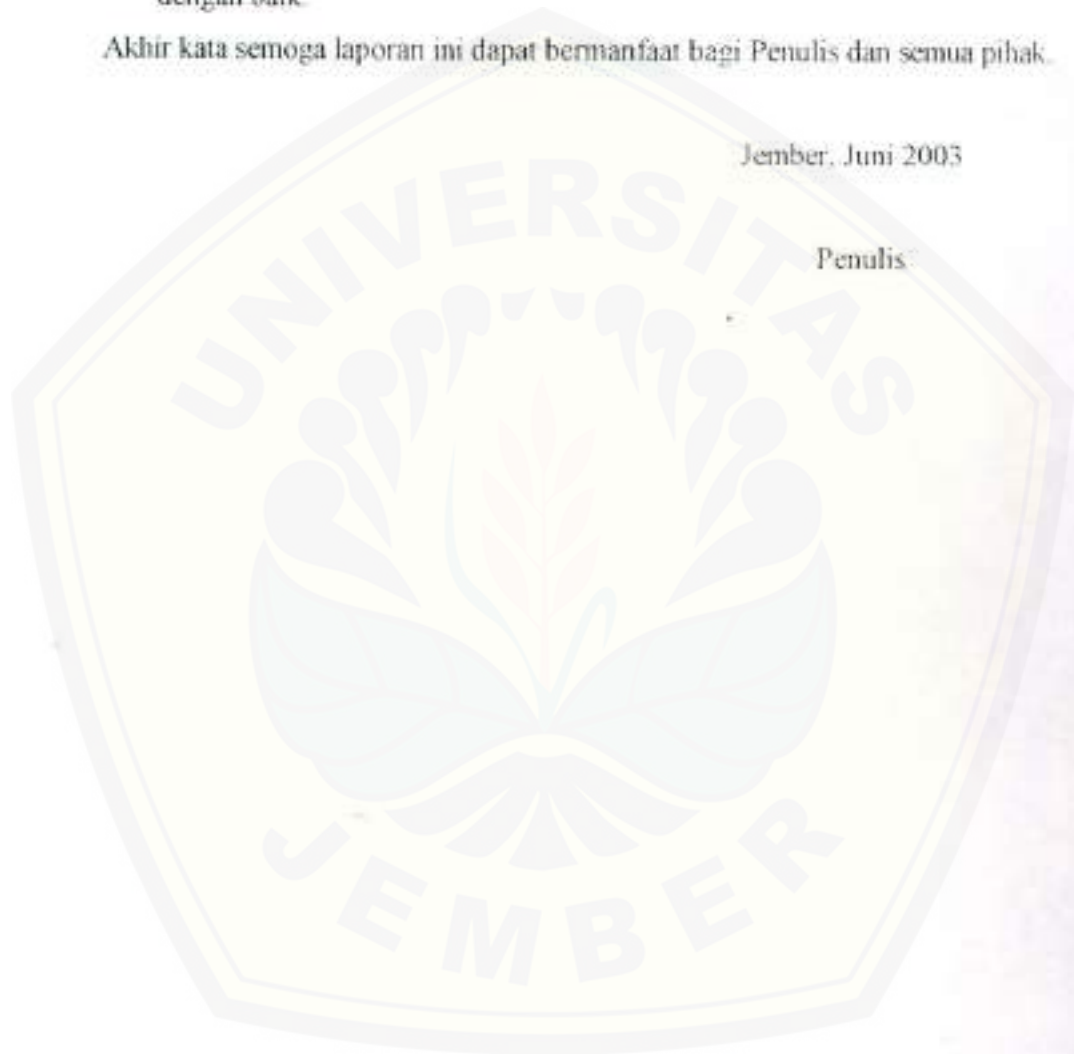 dengan baik.
Akhir kata semoga laporan ini dapat bermanfaat bagi Penulis dan semua pihak.
Jember, Juni 2003
Penulis
UNIVERSITAS
JEMBER